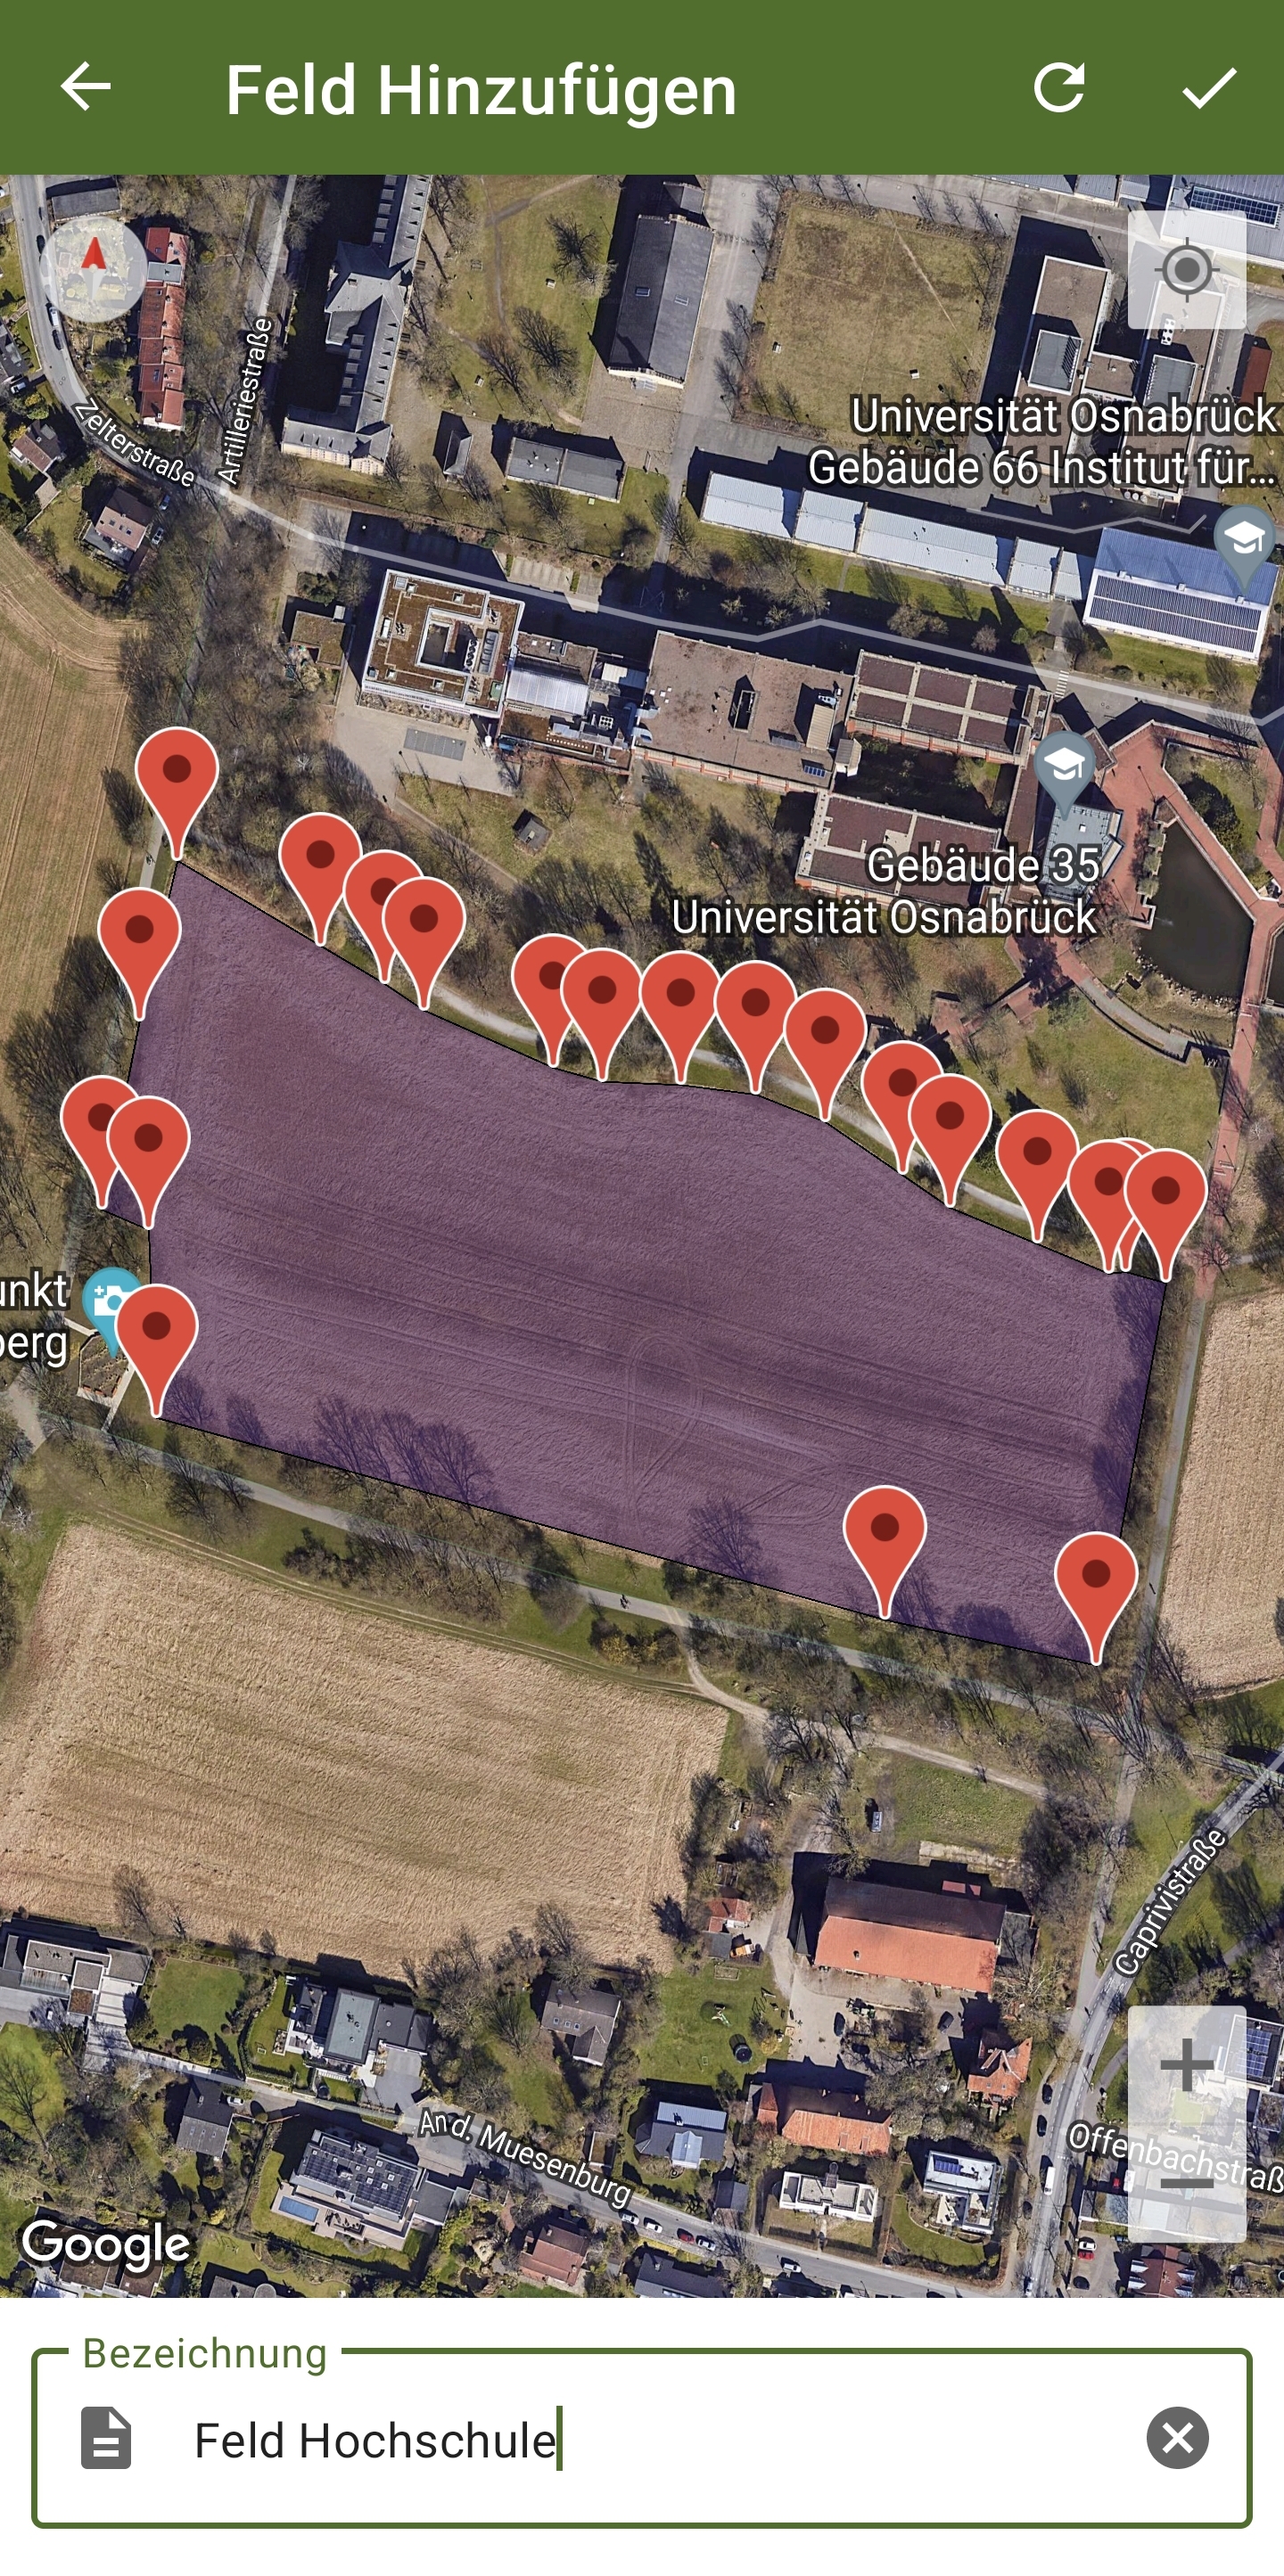 Feld Hinzufügen
Zelterstraße
Artilleriestraße
Universität Osnabrück
Gebäude 66 Institut für...
Gebäude 35
Universität Osnabrück
unkt
berg
Caprivistraße
An d. Muesenburg
Offenbachstraß
Google
Bezeichnung
Feld Hochschule